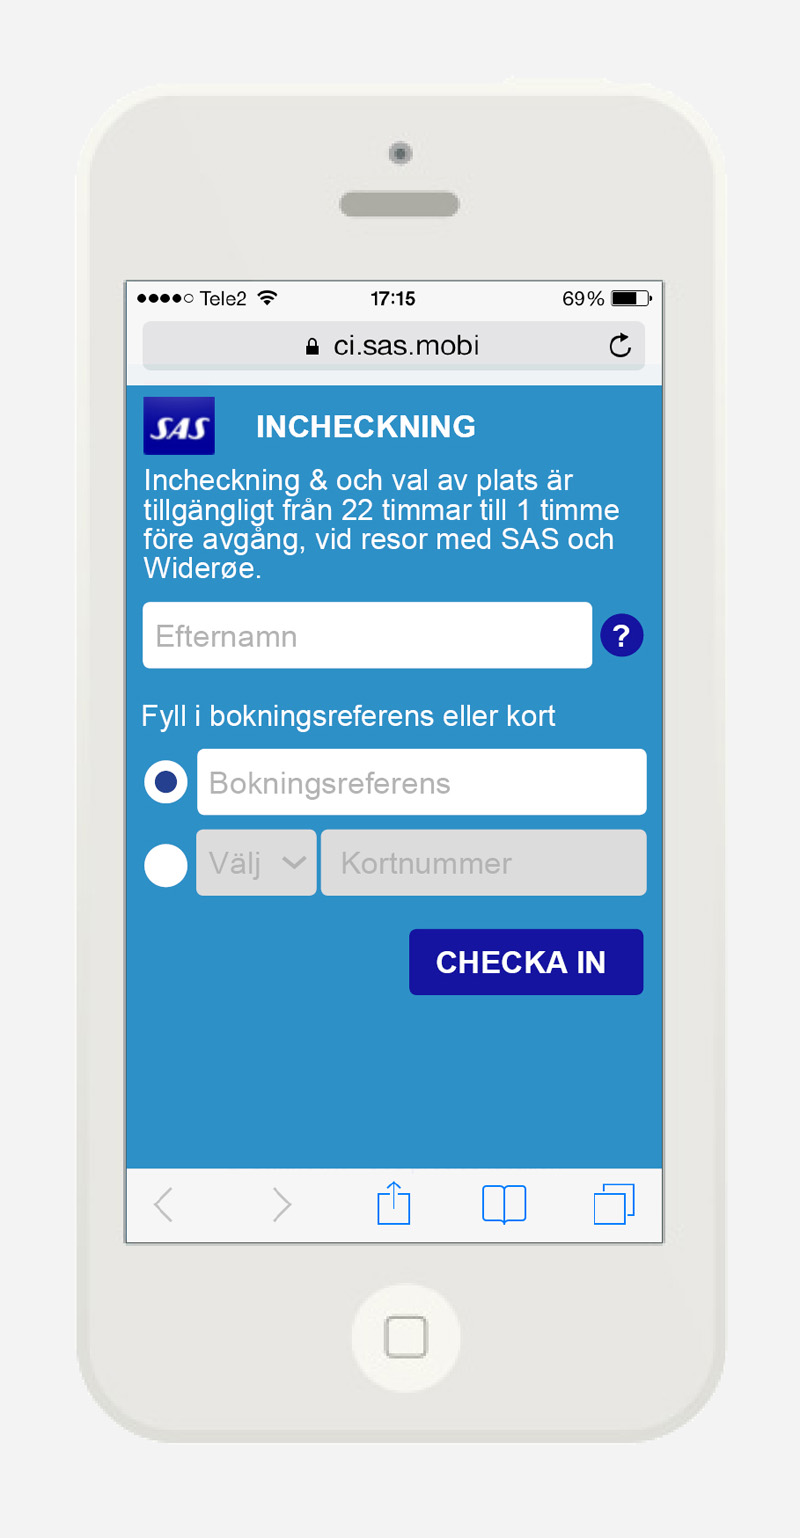 Tele2 17:15 69%
ci.sas.mobi
SAS INCHECKNING
Incheckning & och val av plats är
tillgängligt från 22 timmar till 1 timme
före avgång, vid resor med SAS och
Widerøe.
Efternamn ?
Fyll i bokningsreferens eller kort
Bokningsreferens
Välj Kortnummer
CHECKA IN